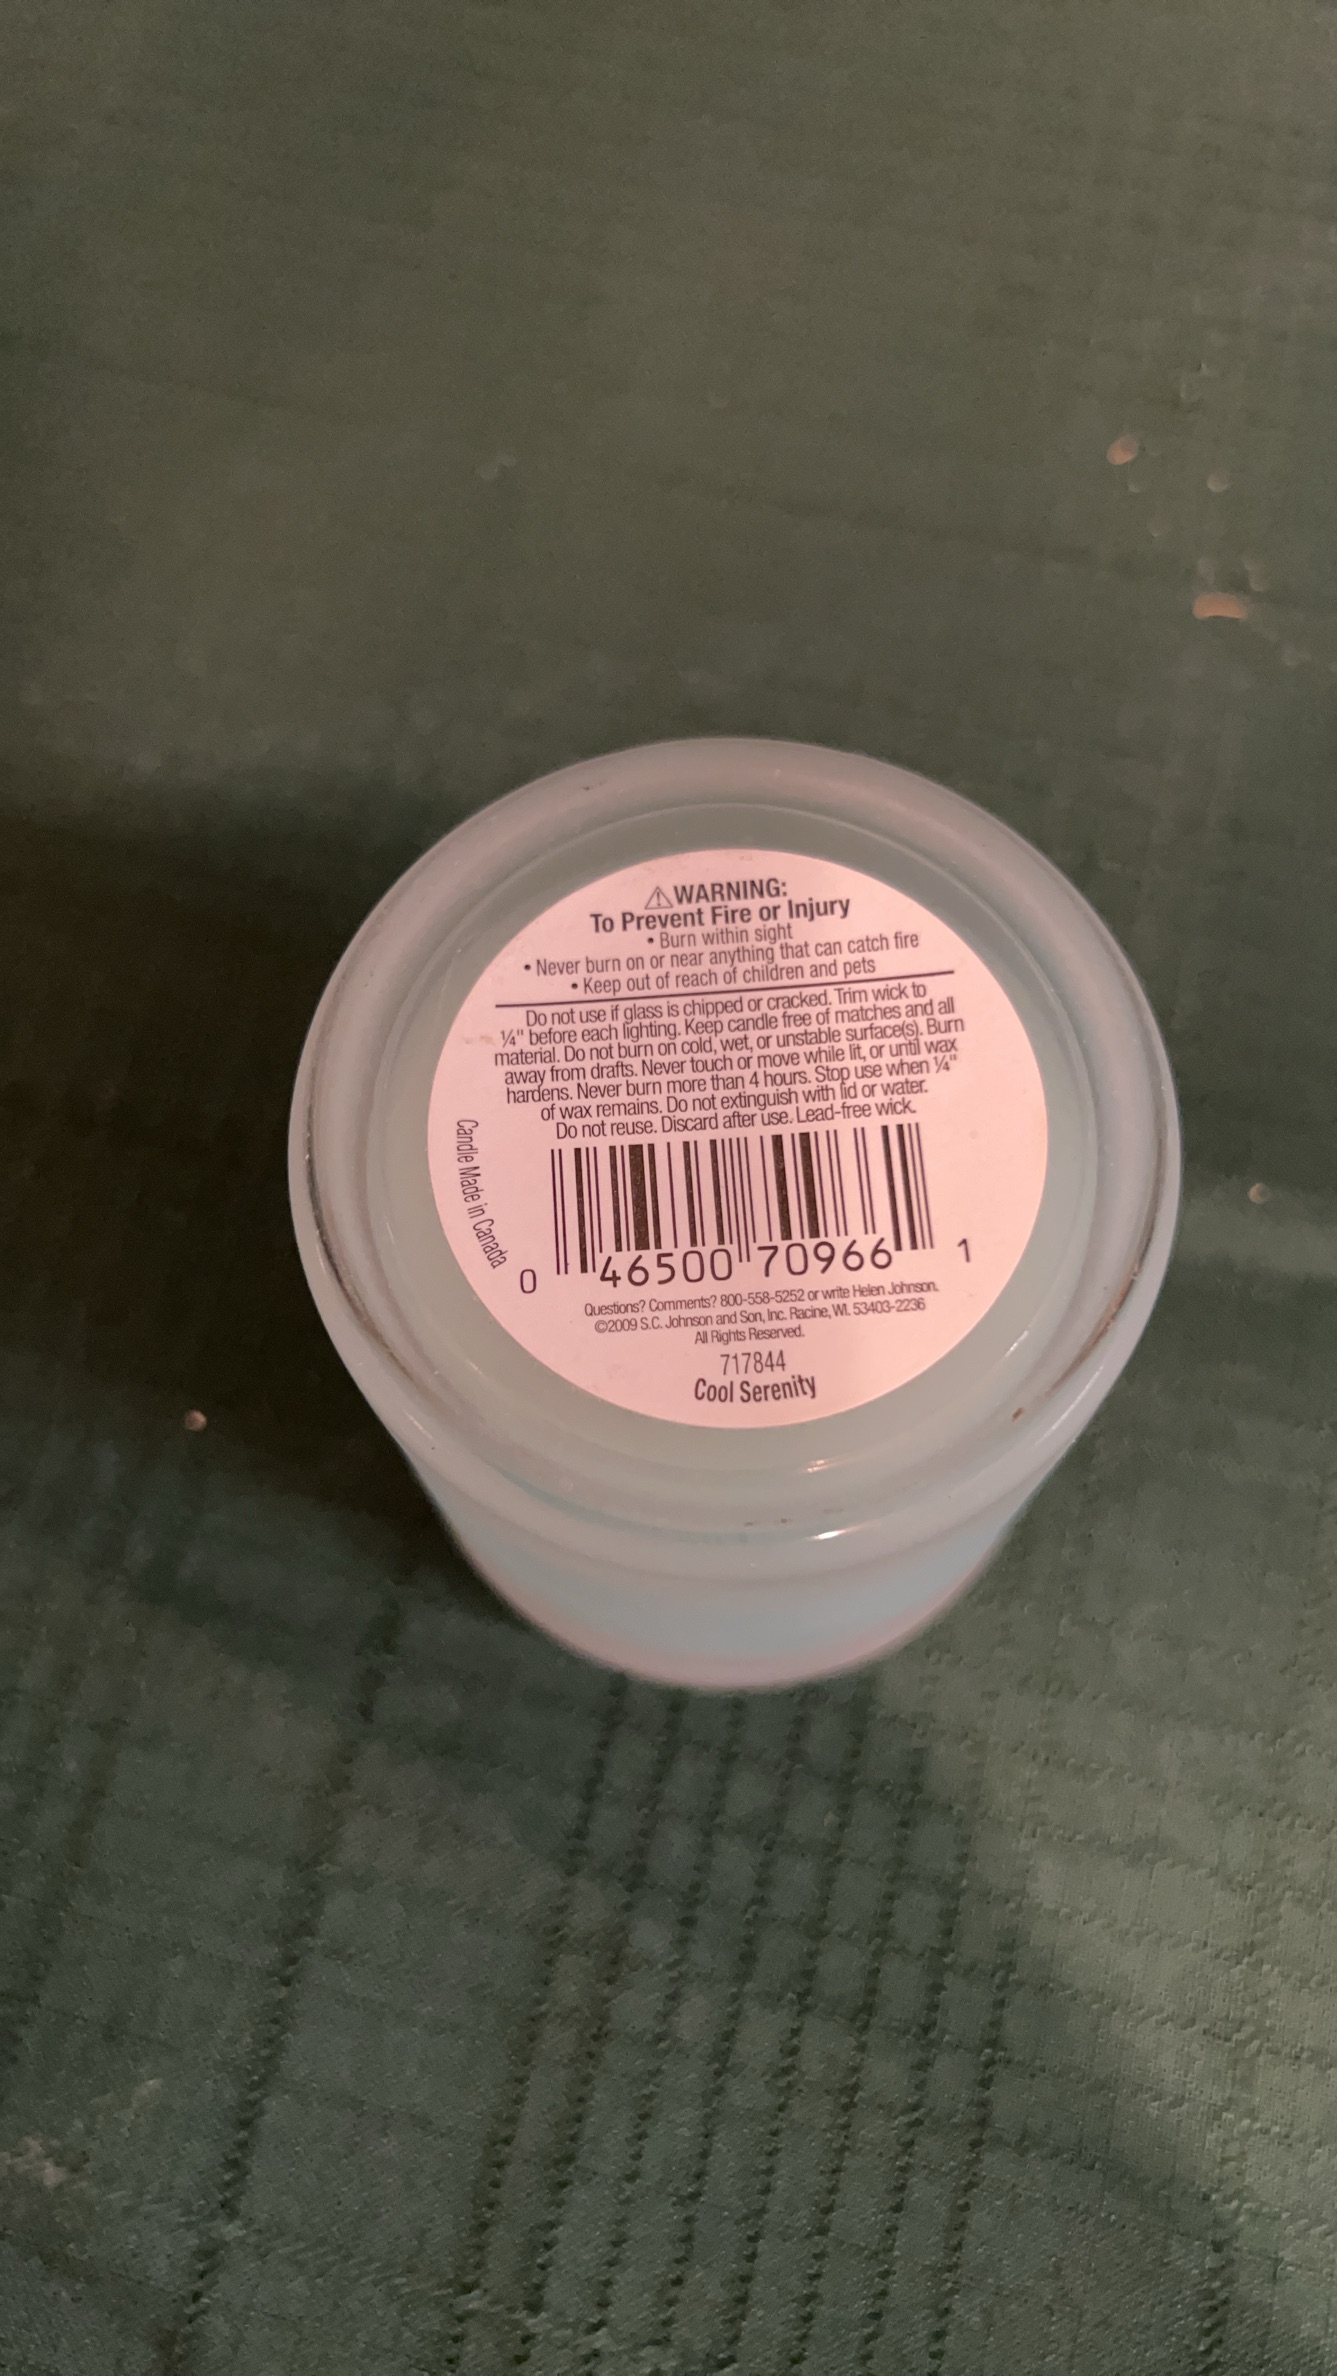 ⚠WARNING:
To Prevent Fire or Injury
• Burn within sight
• Never burn on or near anything that can catch fire
• Keep out of reach of children and pets
Do not use if glass is chipped or cracked. Trim wick to
¼" before each lighting. Keep candle free of matches and all
material. Do not burn on cold, wet, or unstable surface(s). Burn
away from drafts. Never touch or move while lit, or until wax
hardens. Never burn more than 4 hours. Stop use when ¼"
of wax remains. Do not extinguish with lid or water.
Do not reuse. Discard after use. Lead-free wick.
Candle Made in Canada
0 46500 70966 1
Questions? Comments? 800-558-5252 or write Helen Johnson.
©2009 S.C. Johnson and Son, Inc. Racine, WI. 53403-2236
All Rights Reserved.
717844
Cool Serenity